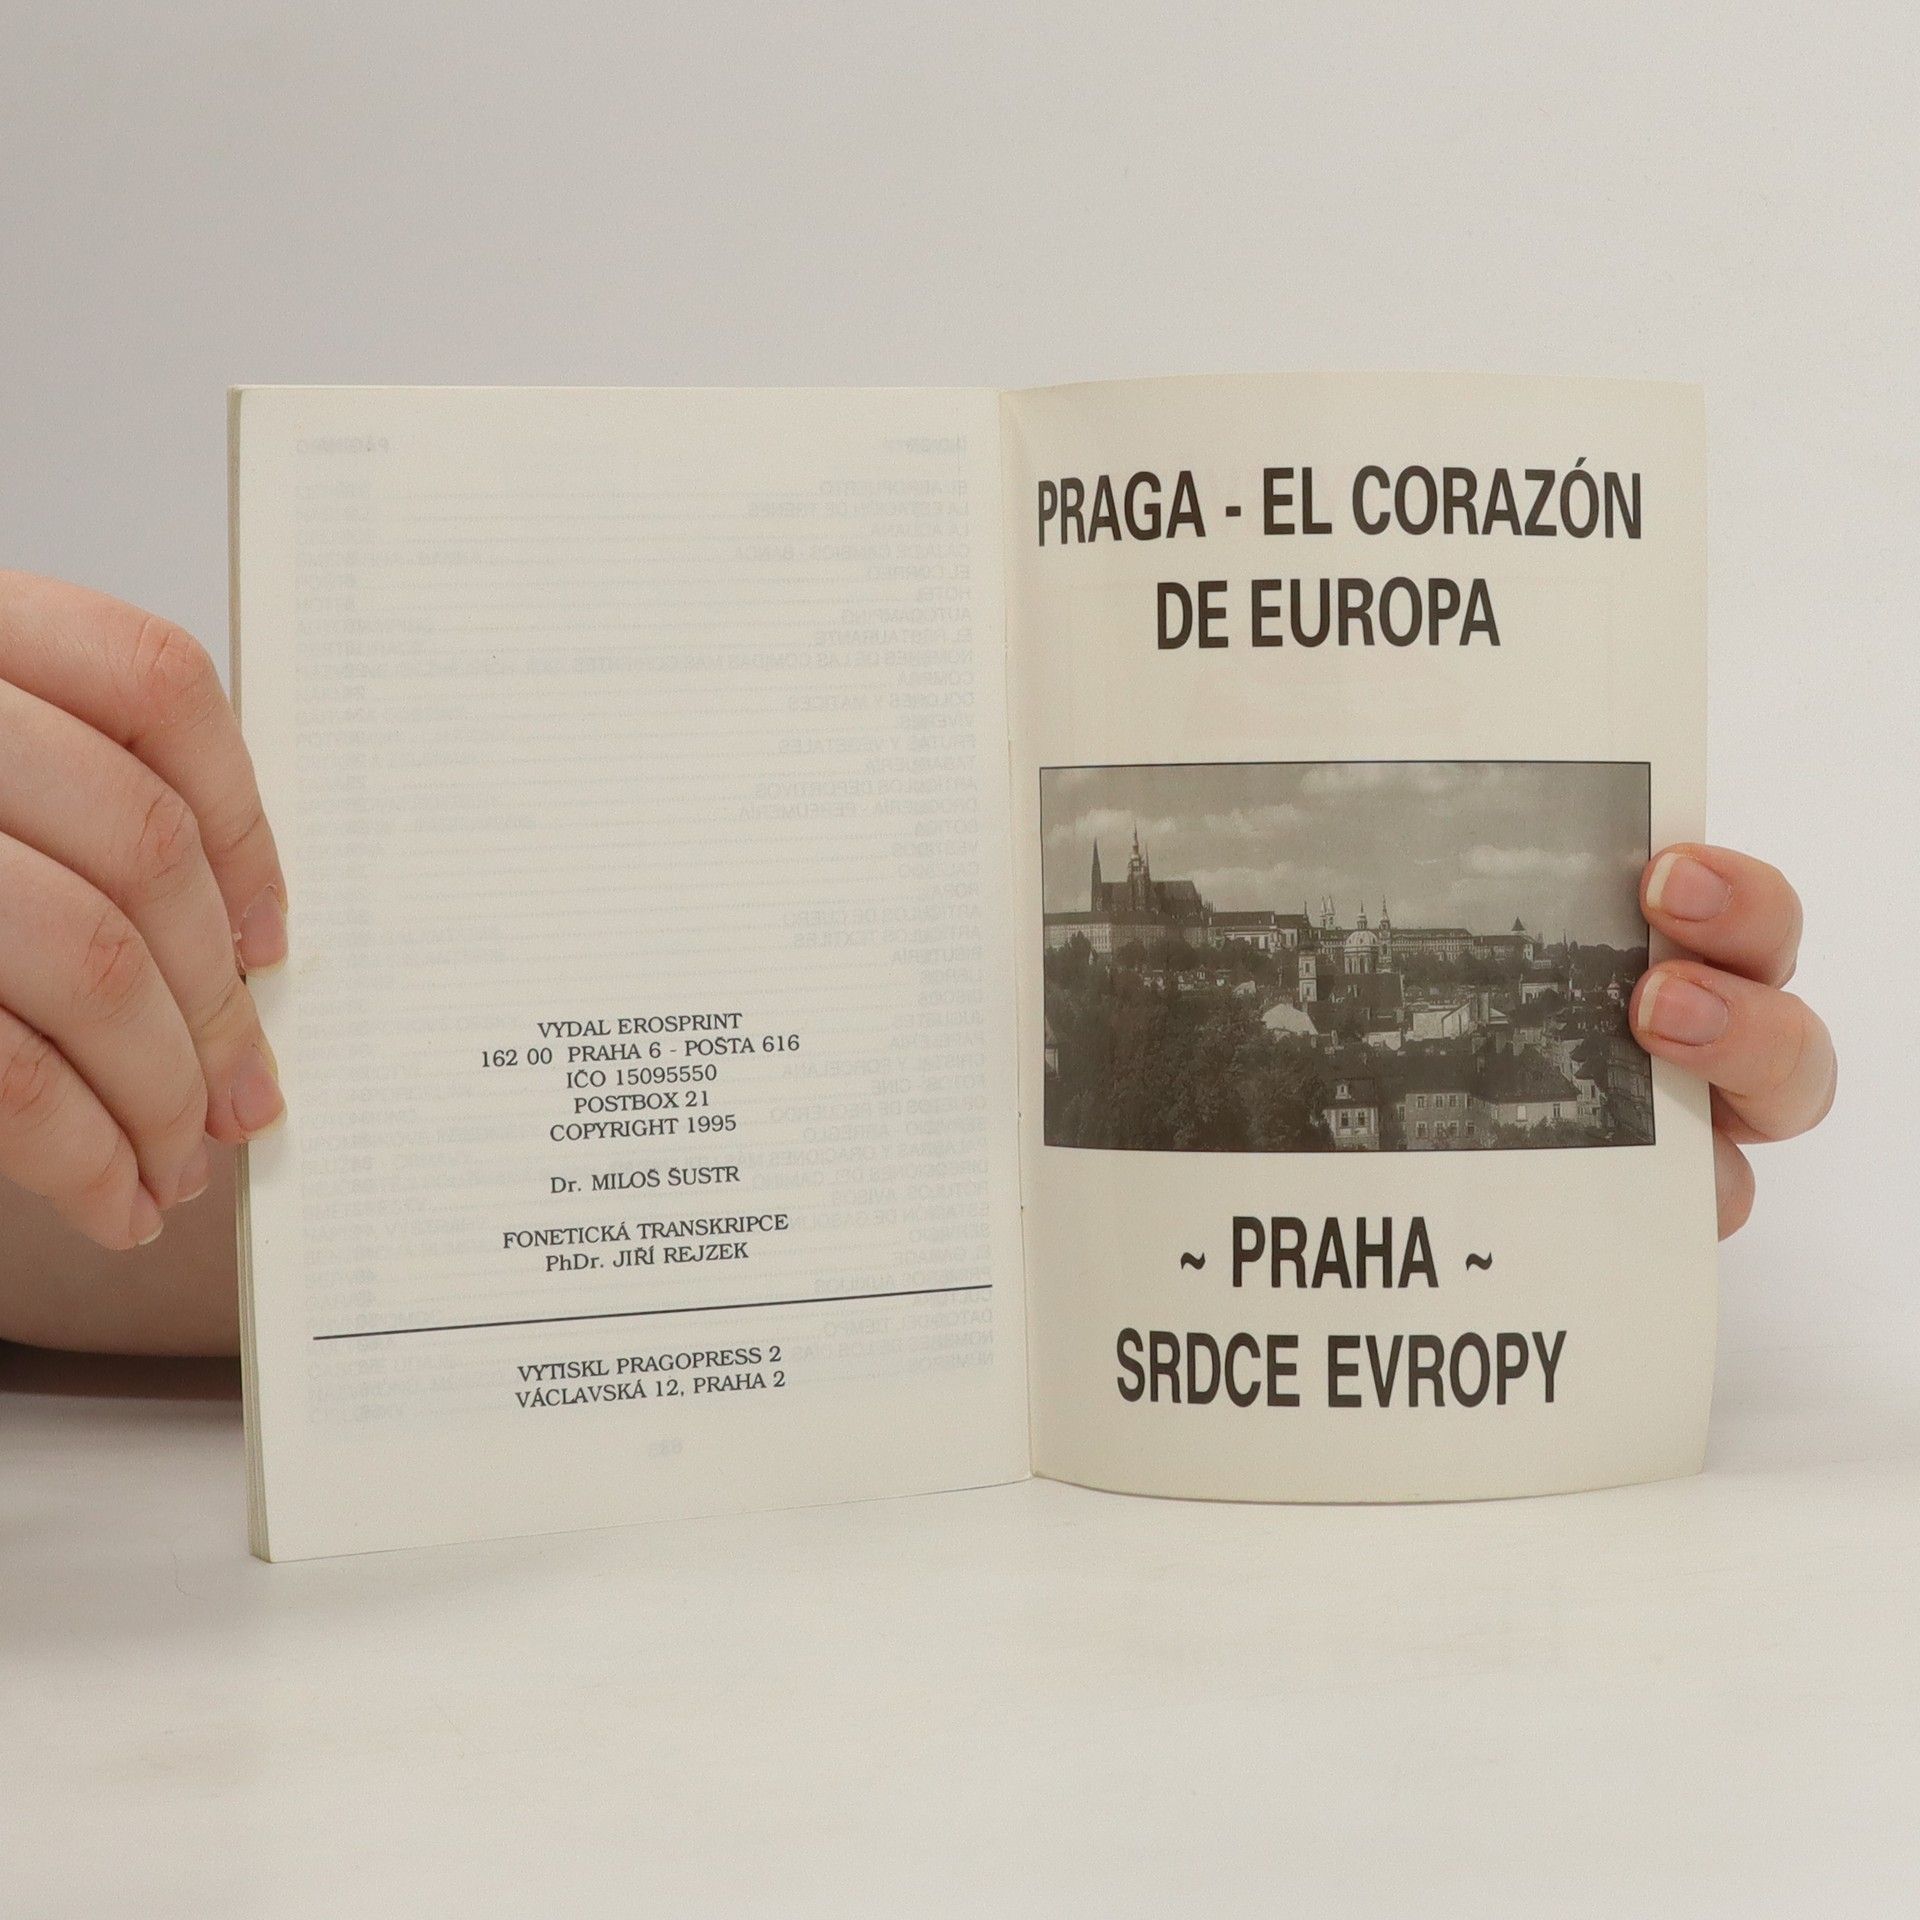 VYDAL EROSPRINT
162 00 PRAHA 6 - POŠTA 616
IČO 15095550
POSTBOX 21
COPYRIGHT 1995
Dr. MILOŠ ŠUSTR
FONETICKÁ TRANSKRIPCE
PhDr. JIŘÍ REJZEK
VYTISKL PRAGOPRESS 2
VÁCLAVSKÁ 12, PRAHA 2
PRAGA - EL CORAZÓN
DE EUROPA
~ PRAHA ~
SRDCE EVROPY